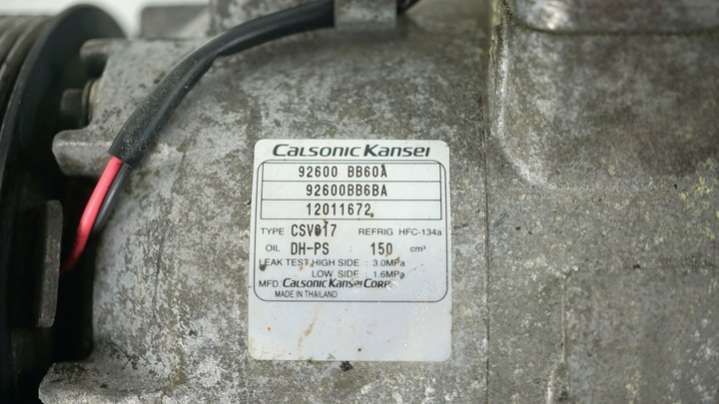 CALSONIC KANSEI
92600 BB60A
92600BB6BA
12011672
TYPE CSV617 REFRIG HFC-134a
OIL DH-PS : 150 cm³
LEAK TEST HIGH SIDE : 3.0MPa
LOW SIDE : 1.6MPa
MFD. CALSONIC KANSEI CORP.
MADE IN THAILAND